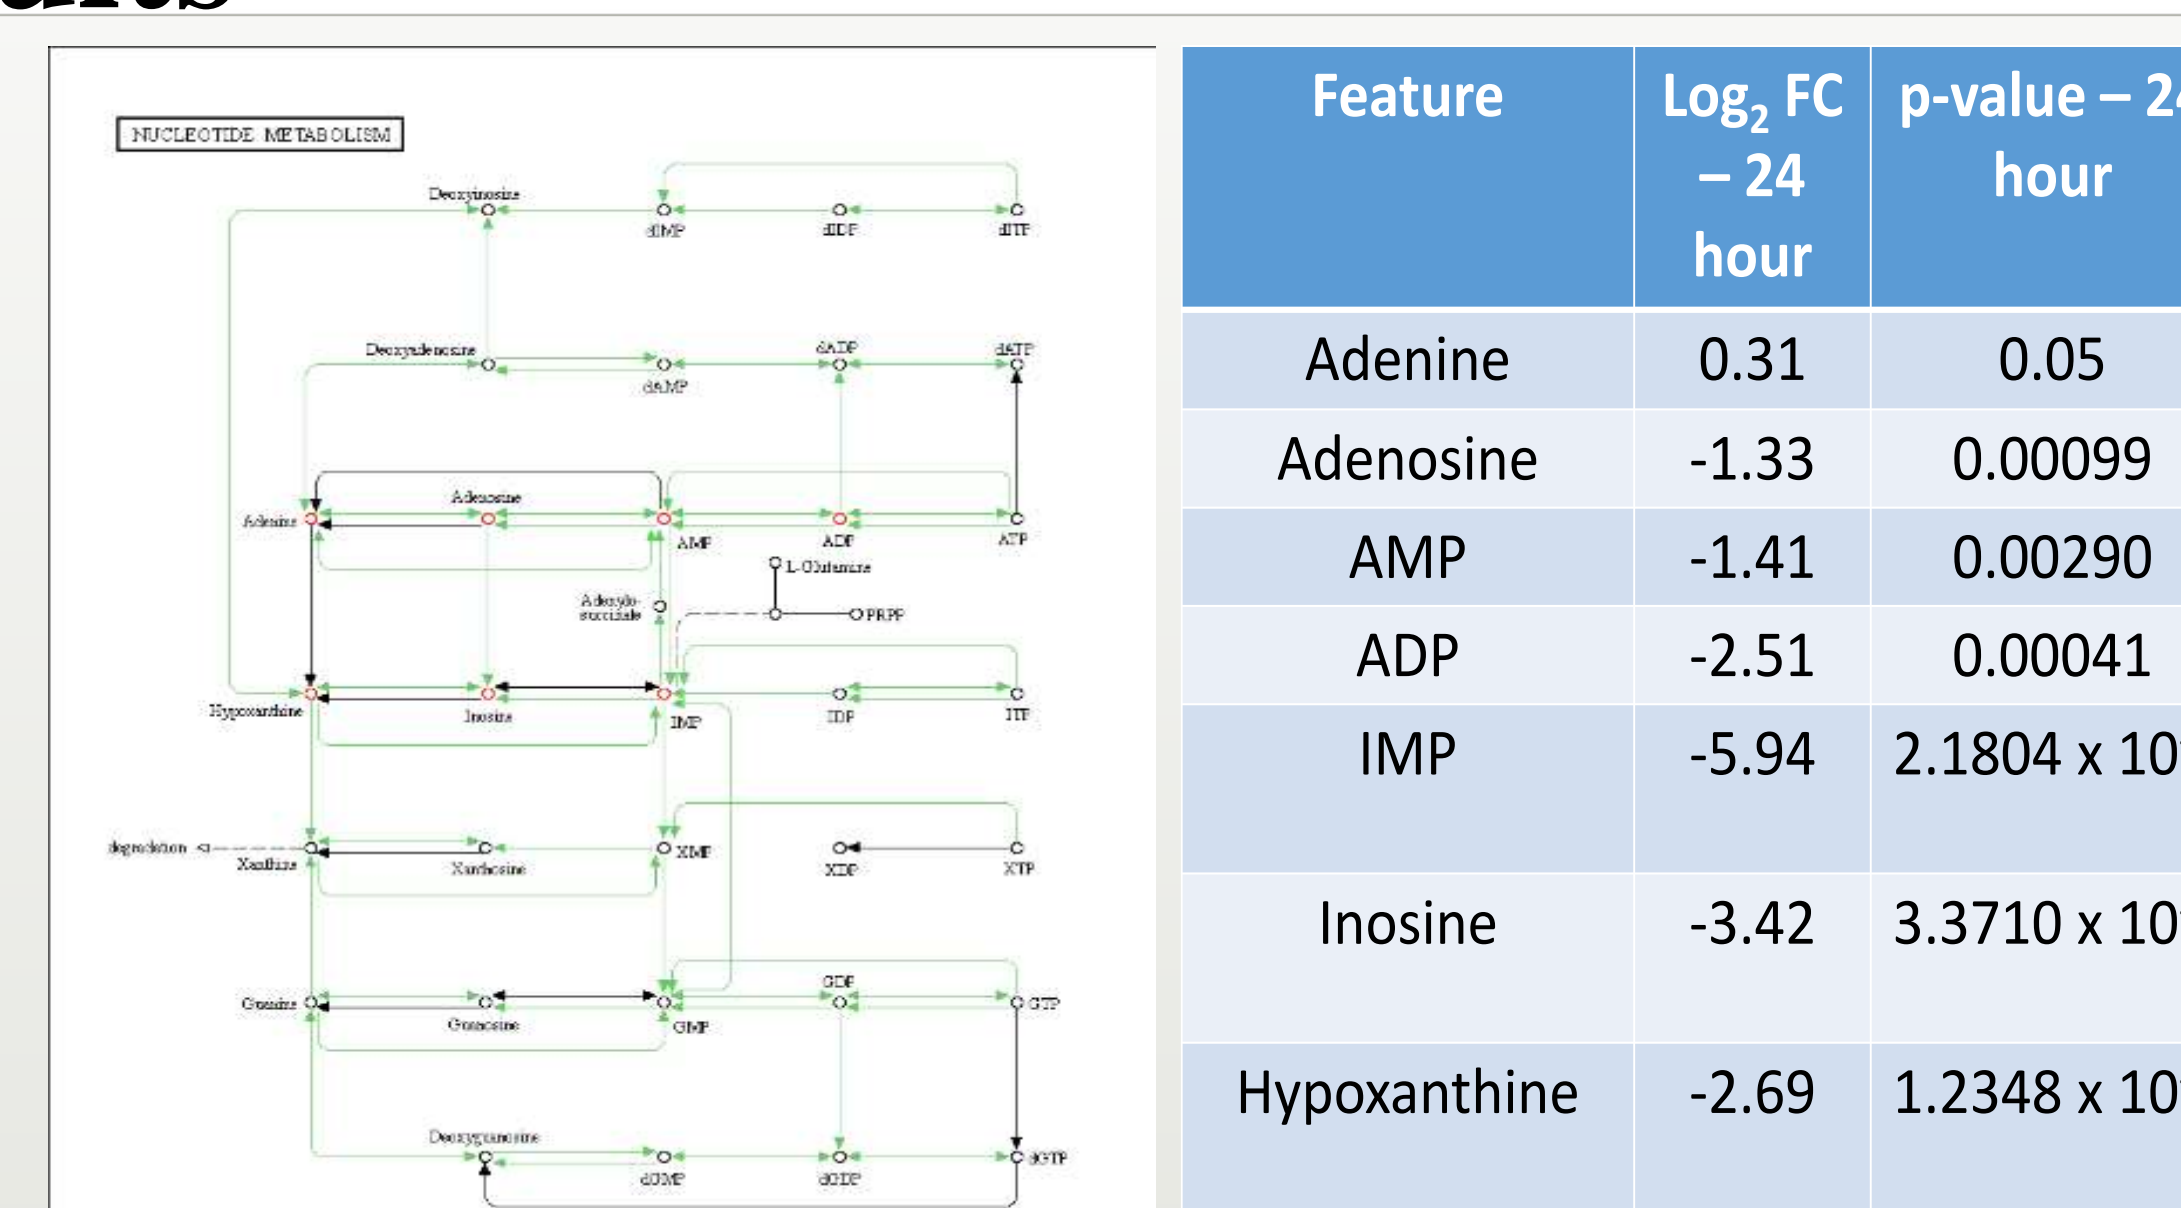 NUCLEOTIDE METABOLISM
Deoxyinosine
dIMP
dIDP
dITP
Deoxyadenosine
dAMP
dADP
dATP
Adenine
Adenosine
AMP
ADP
ATP
L-Glutamine
Adenylo-
succinate
PRPP
Hypoxanthine
Inosine
IMP
IDP
ITP
degradation
Xanthine
Xanthosine
XMP
XDP
XTP
Guanine
Guanosine
GMP
GDP
GTP
Deoxyguanosine
dGMP
dGDP
dGTP
Feature Log2 FC – 24 hour p-value – 24 hour
Adenine 0.31 0.05
Adenosine -1.33 0.00099
AMP -1.41 0.00290
ADP -2.51 0.00041
IMP -5.94 2.1804 x 10
Inosine -3.42 3.3710 x 10
Hypoxanthine -2.69 1.2348 x 10